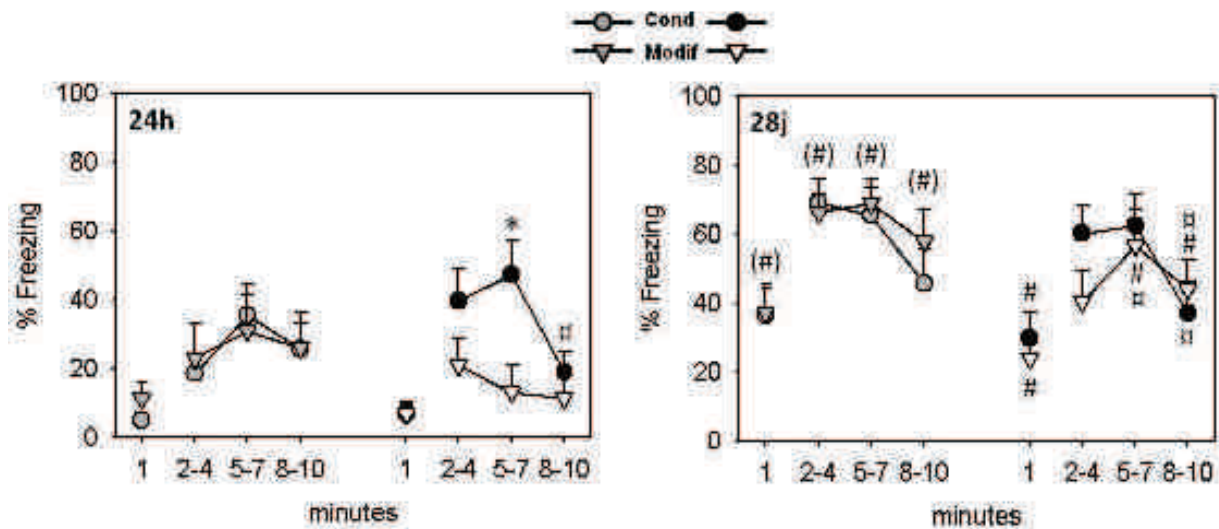 Cond
Modif
24h
% Freezing
100
80
60
40
20
0
*
¤
1 2-4 5-7 8-10 1 2-4 5-7 8-10
minutes
28j
% Freezing
100
80
60
40
20
0
(#) (#) (#) (#)
# #
# ¤
¤ # ¤
1 2-4 5-7 8-10 1 2-4 5-7 8-10
minutes